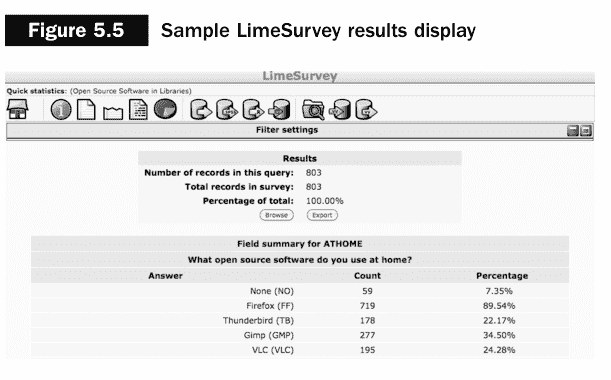 Figure 5.5 Sample LimeSurvey results display
LimeSurvey
Quick statistics: (Open Source Software in Libraries)
Filter settings
Results
Number of records in this query: 803
Total records in survey: 803
Percentage of total: 100.00%
Browse Export
Field summary for ATHOME
What open source software do you use at home?
Answer Count Percentage
None (NO) 59 7.35%
Firefox (FF) 719 89.54%
Thunderbird (TB) 178 22.17%
Gimp (GMP) 277 34.50%
VLC (VLC) 195 24.28%